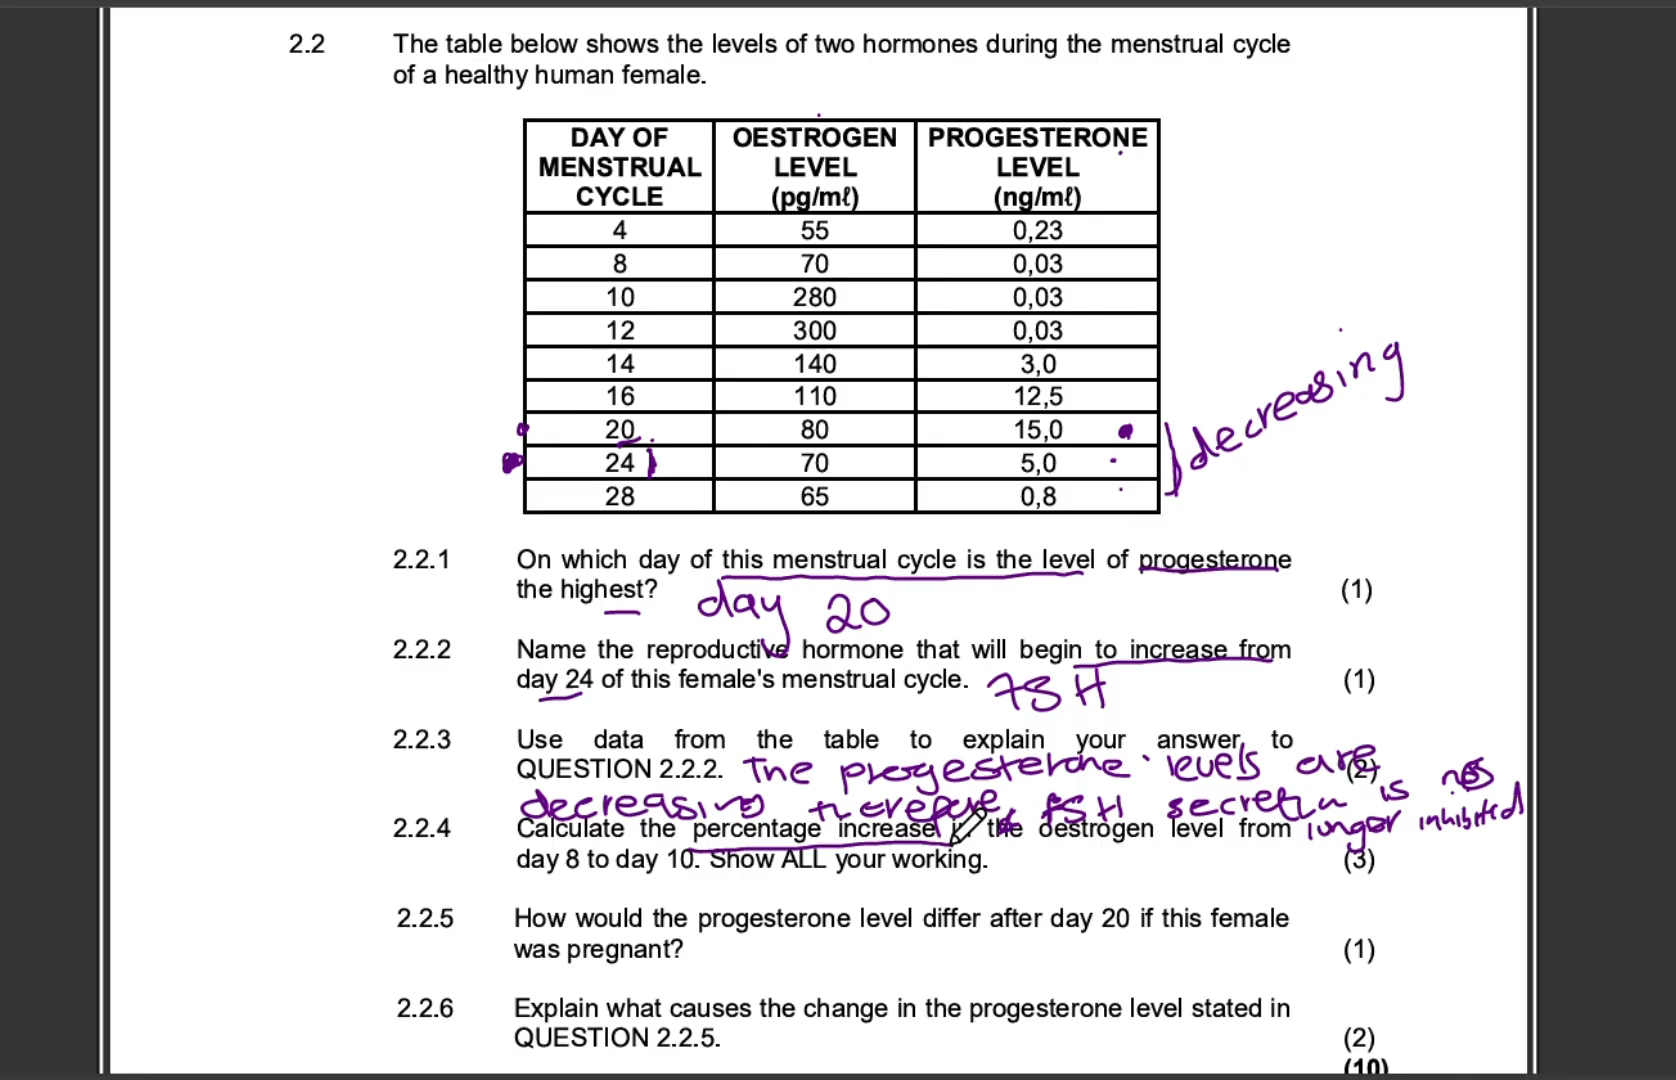 2.2 The table below shows the levels of two hormones during the menstrual cycle
of a healthy human female.
DAY OF MENSTRUAL CYCLE OESTROGEN LEVEL (pg/mℓ) PROGESTERONE LEVEL (ng/mℓ)
4 55 0,23
8 70 0,03
10 280 0,03
12 300 0,03
14 140 3,0
16 110 12,5
20 80 15,0
24 70 5,0
28 65 0,8
decreasing
2.2.1 On which day of this menstrual cycle is the level of progesterone
the highest? (1)
day 20
2.2.2 Name the reproductive hormone that will begin to increase from
day 24 of this female's menstrual cycle. (1)
FSH
2.2.3 Use data from the table to explain your answer to
QUESTION 2.2.2. (2)
The progesterone levels are
decreasing therefore FSH secretin is no
longer inhibited
2.2.4 Calculate the percentage increase the oestrogen level from
day 8 to day 10. Show ALL your working. (3)
2.2.5 How would the progesterone level differ after day 20 if this female
was pregnant? (1)
2.2.6 Explain what causes the change in the progesterone level stated in
QUESTION 2.2.5. (2)
(10)